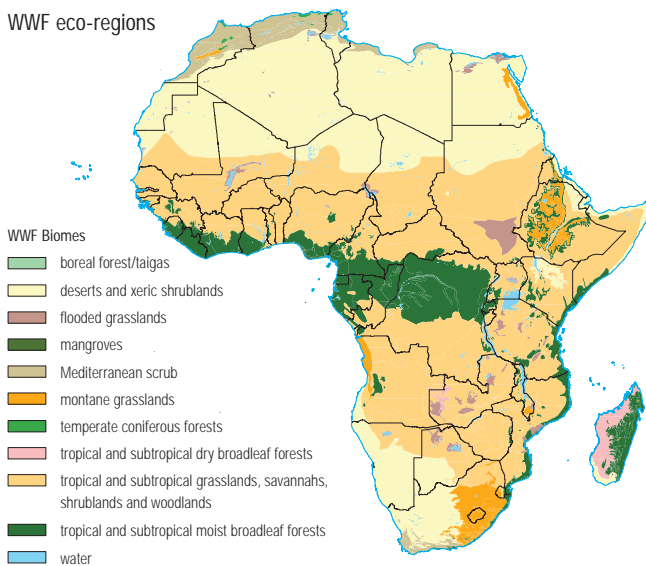 WWF eco-regions
WWF Biomes
boreal forest/taigas
deserts and xeric shrublands
flooded grasslands
mangroves
Mediterranean scrub
montane grasslands
temperate coniferous forests
tropical and subtropical dry broadleaf forests
tropical and subtropical grasslands, savannahs,
shrublands and woodlands
tropical and subtropical moist broadleaf forests
water